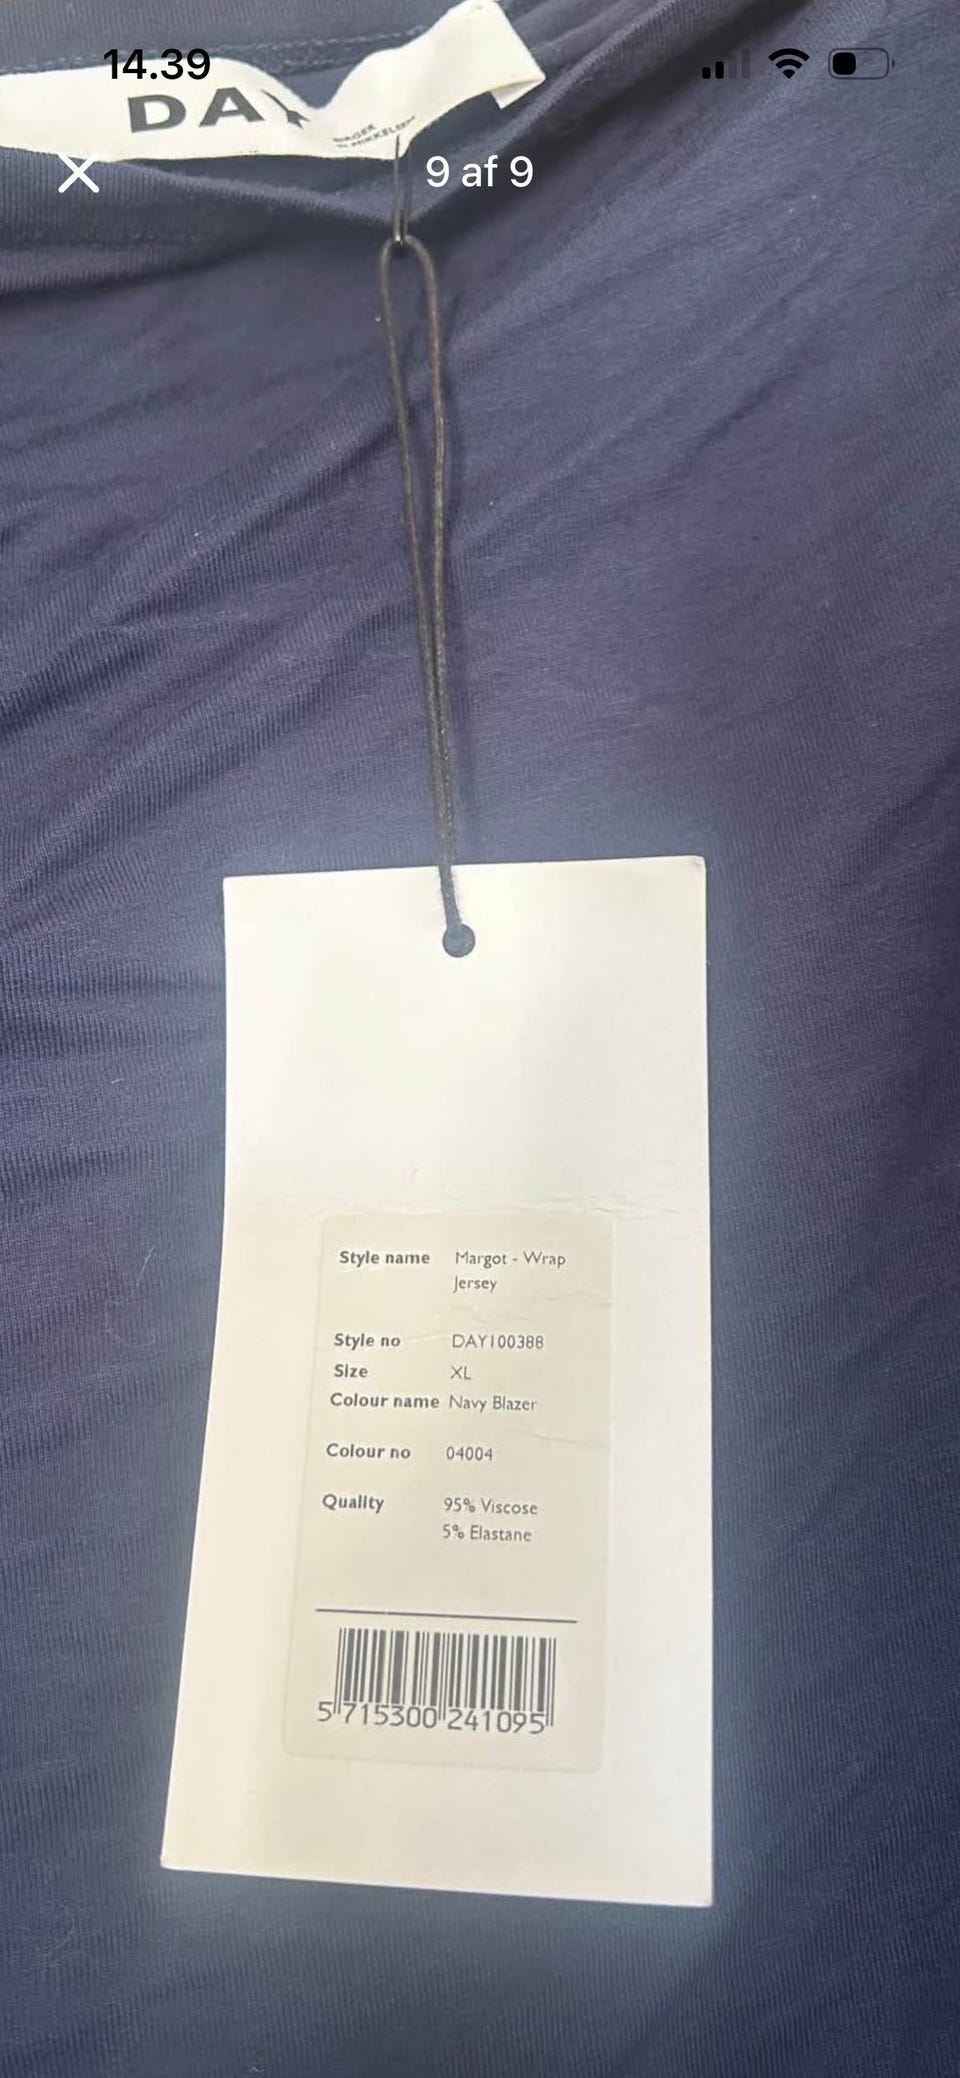 14.39
DAY
9 af 9
Style name Margot - Wrap
Jersey
Style no DAY100388
Size XL
Colour name Navy Blazer
Colour no 04004
Quality 95% Viscose
5% Elastane
5 715300 241095